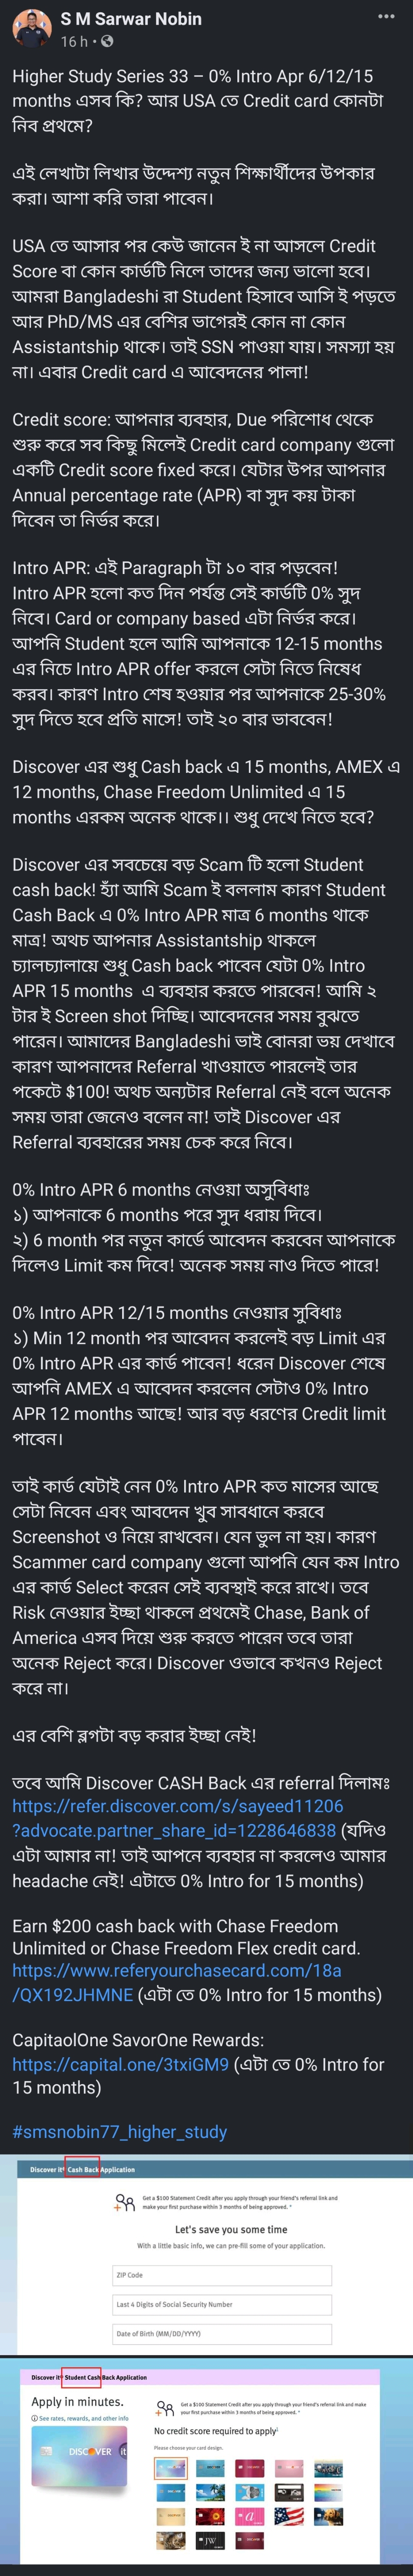 S M Sarwar Nobin
16 h
Higher Study Series 33 – 0% Intro Apr 6/12/15
months এসব কি? আর USA তে Credit card কোনটা
নিব প্রথমে?
এই লেখাটা লিখার উদ্দেশ্য নতুন শিক্ষার্থীদের উপকার
করা। আশা করি তারা পাবেন।
USA তে আসার পর কেউ জানেন ই না আসলে Credit
Score বা কোন কার্ডটি নিলে তাদের জন্য ভালো হবে।
আমরা Bangladeshi রা Student হিসাবে আসি ই পড়তে
আর PhD/MS এর বেশির ভাগেরই কোন না কোন
Assistantship থাকে। তাই SSN পাওয়া যায়। সমস্যা হয়
না। এবার Credit card এ আবেদনের পালা!
Credit score: আপনার ব্যবহার, Due পরিশোধ থেকে
শুরু করে সব কিছু মিলেই Credit card company গুলো
একটি Credit score fixed করে। যেটার উপর আপনার
Annual percentage rate (APR) বা সুদ কয় টাকা
দিবেন তা নির্ভর করে।
Intro APR: এই Paragraph টা ১০ বার পড়বেন!
Intro APR হলো কত দিন পর্যন্ত সেই কার্ডটি 0% সুদ
নিবে। Card or company based এটা নির্ভর করে।
আপনি Student হলে আমি আপনাকে 12-15 months
এর নিচে Intro APR offer করলে সেটা নিতে নিষেধ
করব। কারণ Intro শেষ হওয়ার পর আপনাকে 25-30%
সুদ দিতে হবে প্রতি মাসে! তাই ২০ বার ভাববেন!
Discover এর শুধু Cash back এ 15 months, AMEX এ
12 months, Chase Freedom Unlimited এ 15
months এরকম অনেক থাকে।। শুধু দেখে নিতে হবে?
Discover এর সবচেয়ে বড় Scam টি হলো Student
cash back! হ্যাঁ আমি Scam ই বললাম কারণ Student
Cash Back এ 0% Intro APR মাত্র 6 months থাকে
মাত্র! অথচ আপনার Assistantship থাকলে
চ্যালচ্যালায়ে শুধু Cash back পাবেন যেটা 0% Intro
APR 15 months এ ব্যবহার করতে পারবেন! আমি ২
টার ই Screen shot দিচ্ছি। আবেদনের সময় বুঝতে
পারেন। আমাদের Bangladeshi ভাই বোনরা ভয় দেখাবে
কারণ আপনাদের Referral খাওয়াতে পারলেই তার
পকেটে $100! অথচ অন্যটার Referral নেই বলে অনেক
সময় তারা জেনেও বলেন না! তাই Discover এর
Referral ব্যবহারের সময় চেক করে নিবে।
0% Intro APR 6 months নেওয়া অসুবিধাঃ
১) আপনাকে 6 months পরে সুদ ধরায় দিবে।
২) 6 month পর নতুন কার্ডে আবেদন করবেন আপনাকে
দিলেও Limit কম দিবে! অনেক সময় নাও দিতে পারে!
0% Intro APR 12/15 months নেওয়ার সুবিধাঃ
১) Min 12 month পর আবেদন করলেই বড় Limit এর
0% Intro APR এর কার্ড পাবেন! ধরেন Discover শেষে
আপনি AMEX এ আবেদন করলেন সেটাও 0% Intro
APR 12 months আছে! আর বড় ধরণের Credit limit
পাবেন।
তাই কার্ড যেটাই নেন 0% Intro APR কত মাসের আছে
সেটা নিবেন এবং আবদেন খুব সাবধানে করবে
Screenshot ও নিয়ে রাখবেন। যেন ভুল না হয়। কারণ
Scammer card company গুলো আপনি যেন কম Intro
এর কার্ড Select করেন সেই ব্যবস্থাই করে রাখে। তবে
Risk নেওয়ার ইচ্ছা থাকলে প্রথমেই Chase, Bank of
America এসব দিয়ে শুরু করতে পারেন তবে তারা
অনেক Reject করে। Discover ওভাবে কখনও Reject
করে না।
এর বেশি ব্লগটা বড় করার ইচ্ছা নেই!
তবে আমি Discover CASH Back এর referral দিলামঃ
https://refer.discover.com/s/sayeed11206
?advocate.partner_share_id=1228646838 (যদিও
এটা আমার না! তাই আপনে ব্যবহার না করলেও আমার
headache নেই! এটাতে 0% Intro for 15 months)
Earn $200 cash back with Chase Freedom
Unlimited or Chase Freedom Flex credit card.
https://www.referyourchasecard.com/18a
/QX192JHMNE (এটা তে 0% Intro for 15 months)
CapitaolOne SavorOne Rewards:
https://capital.one/3txiGM9 (এটা তে 0% Intro for
15 months)
#smsnobin77_higher_study
Discover It® Cash Back Application
Get a $100 Statement Credit after you apply through your friend's referral link and
make your first purchase within 3 months of being approved. *
Let's save you some time
With a little basic info, we can pre-fill some of your application.
ZIP Code
Last 4 Digits of Social Security Number
Date of Birth (MM/DD/YYYY)
Discover it® Student Cash Back Application
Apply in minutes.
See rates, rewards, and other info
DISCOVER it
Get a $100 Statement Credit after you apply through your friend's referral link and make
your first purchase within 3 months of being approved. *
No credit score required to apply
Please choose your card design.
a
JW